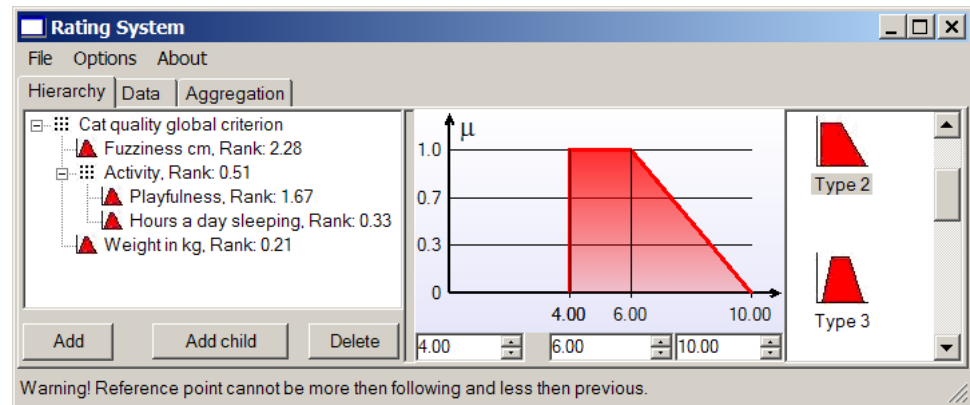 Rating System
File Options About
Hierarchy Data Aggregation
Cat quality global criterion
Fuzziness cm, Rank: 2.28
Activity, Rank: 0.51
Playfulness, Rank: 1.67
Hours a day sleeping, Rank: 0.33
Weight in kg, Rank: 0.21
Add Add child Delete
μ
1.0
0.7
0.3
0
4.00 6.00 10.00
4.00 6.00 10.00
Type 2
Type 3
Warning! Reference point cannot be more then following and less then previous.